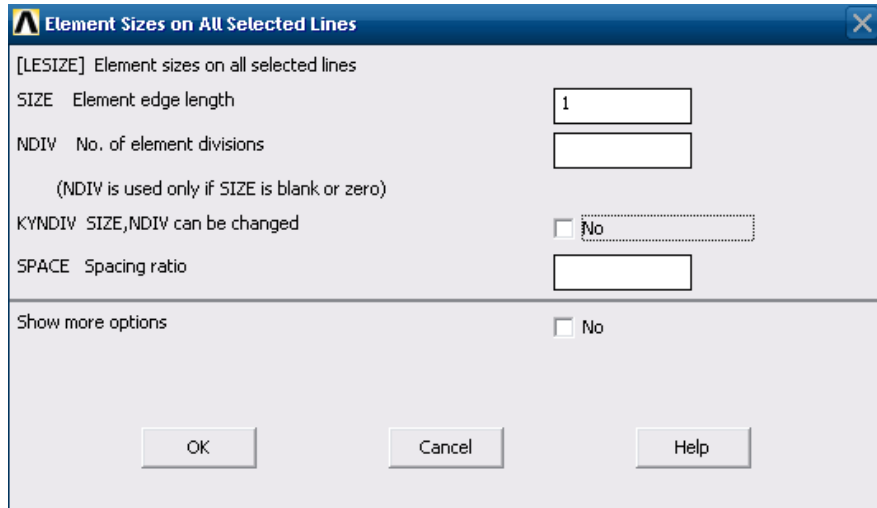 Element Sizes on All Selected Lines
[LESIZE] Element sizes on all selected lines
SIZE Element edge length
1
NDIV No. of element divisions
(NDIV is used only if SIZE is blank or zero)
KYNDIV SIZE,NDIV can be changed
No
SPACE Spacing ratio
Show more options
No
OK Cancel Help